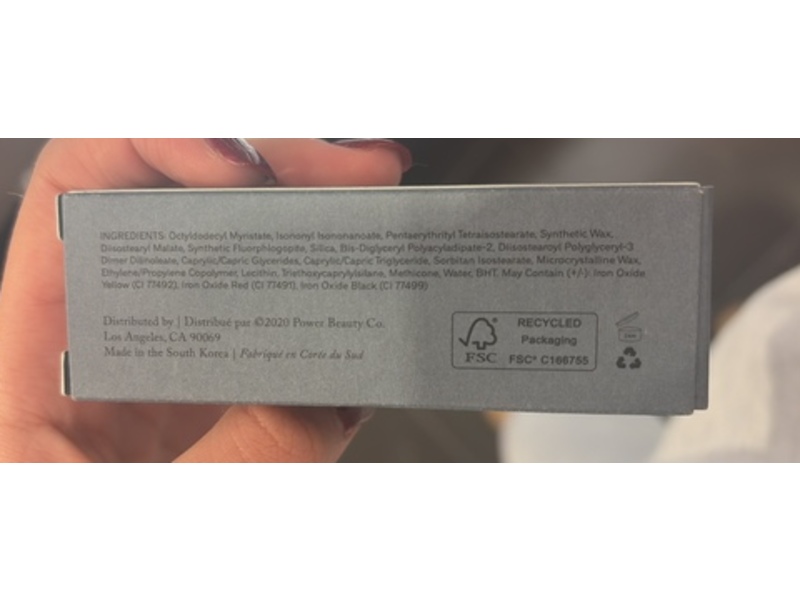 INGREDIENTS: Octyldodecyl Myristate, Isononyl Isononanoate, Pentaerythrityl Tetraisostearate, Synthetic Wax,
Diisostearyl Malate, Synthetic Fluorphlogopite, Silica, Bis-Diglyceryl Polyacyladipate-2, Diisostearoyl Polyglyceryl-3
Dimer Dilinoleate, Caprylic/Capric Glycerides, Caprylic/Capric Triglyceride, Sorbitan Isostearate, Microcrystalline Wax,
Ethylene/Propylene Copolymer, Lecithin, Triethoxycaprylylsilane, Methicone, Water, BHT. May Contain (+/-): Iron Oxide
Yellow (CI 77492), Iron Oxide Red (CI 77491), Iron Oxide Black (CI 77499)
Distributed by | Distribué par ©2020 Power Beauty Co.
Los Angeles, CA 90069
Made in the South Korea | Fabriqué en Corée du Sud
FSC
RECYCLED
Packaging
FSC® C166755